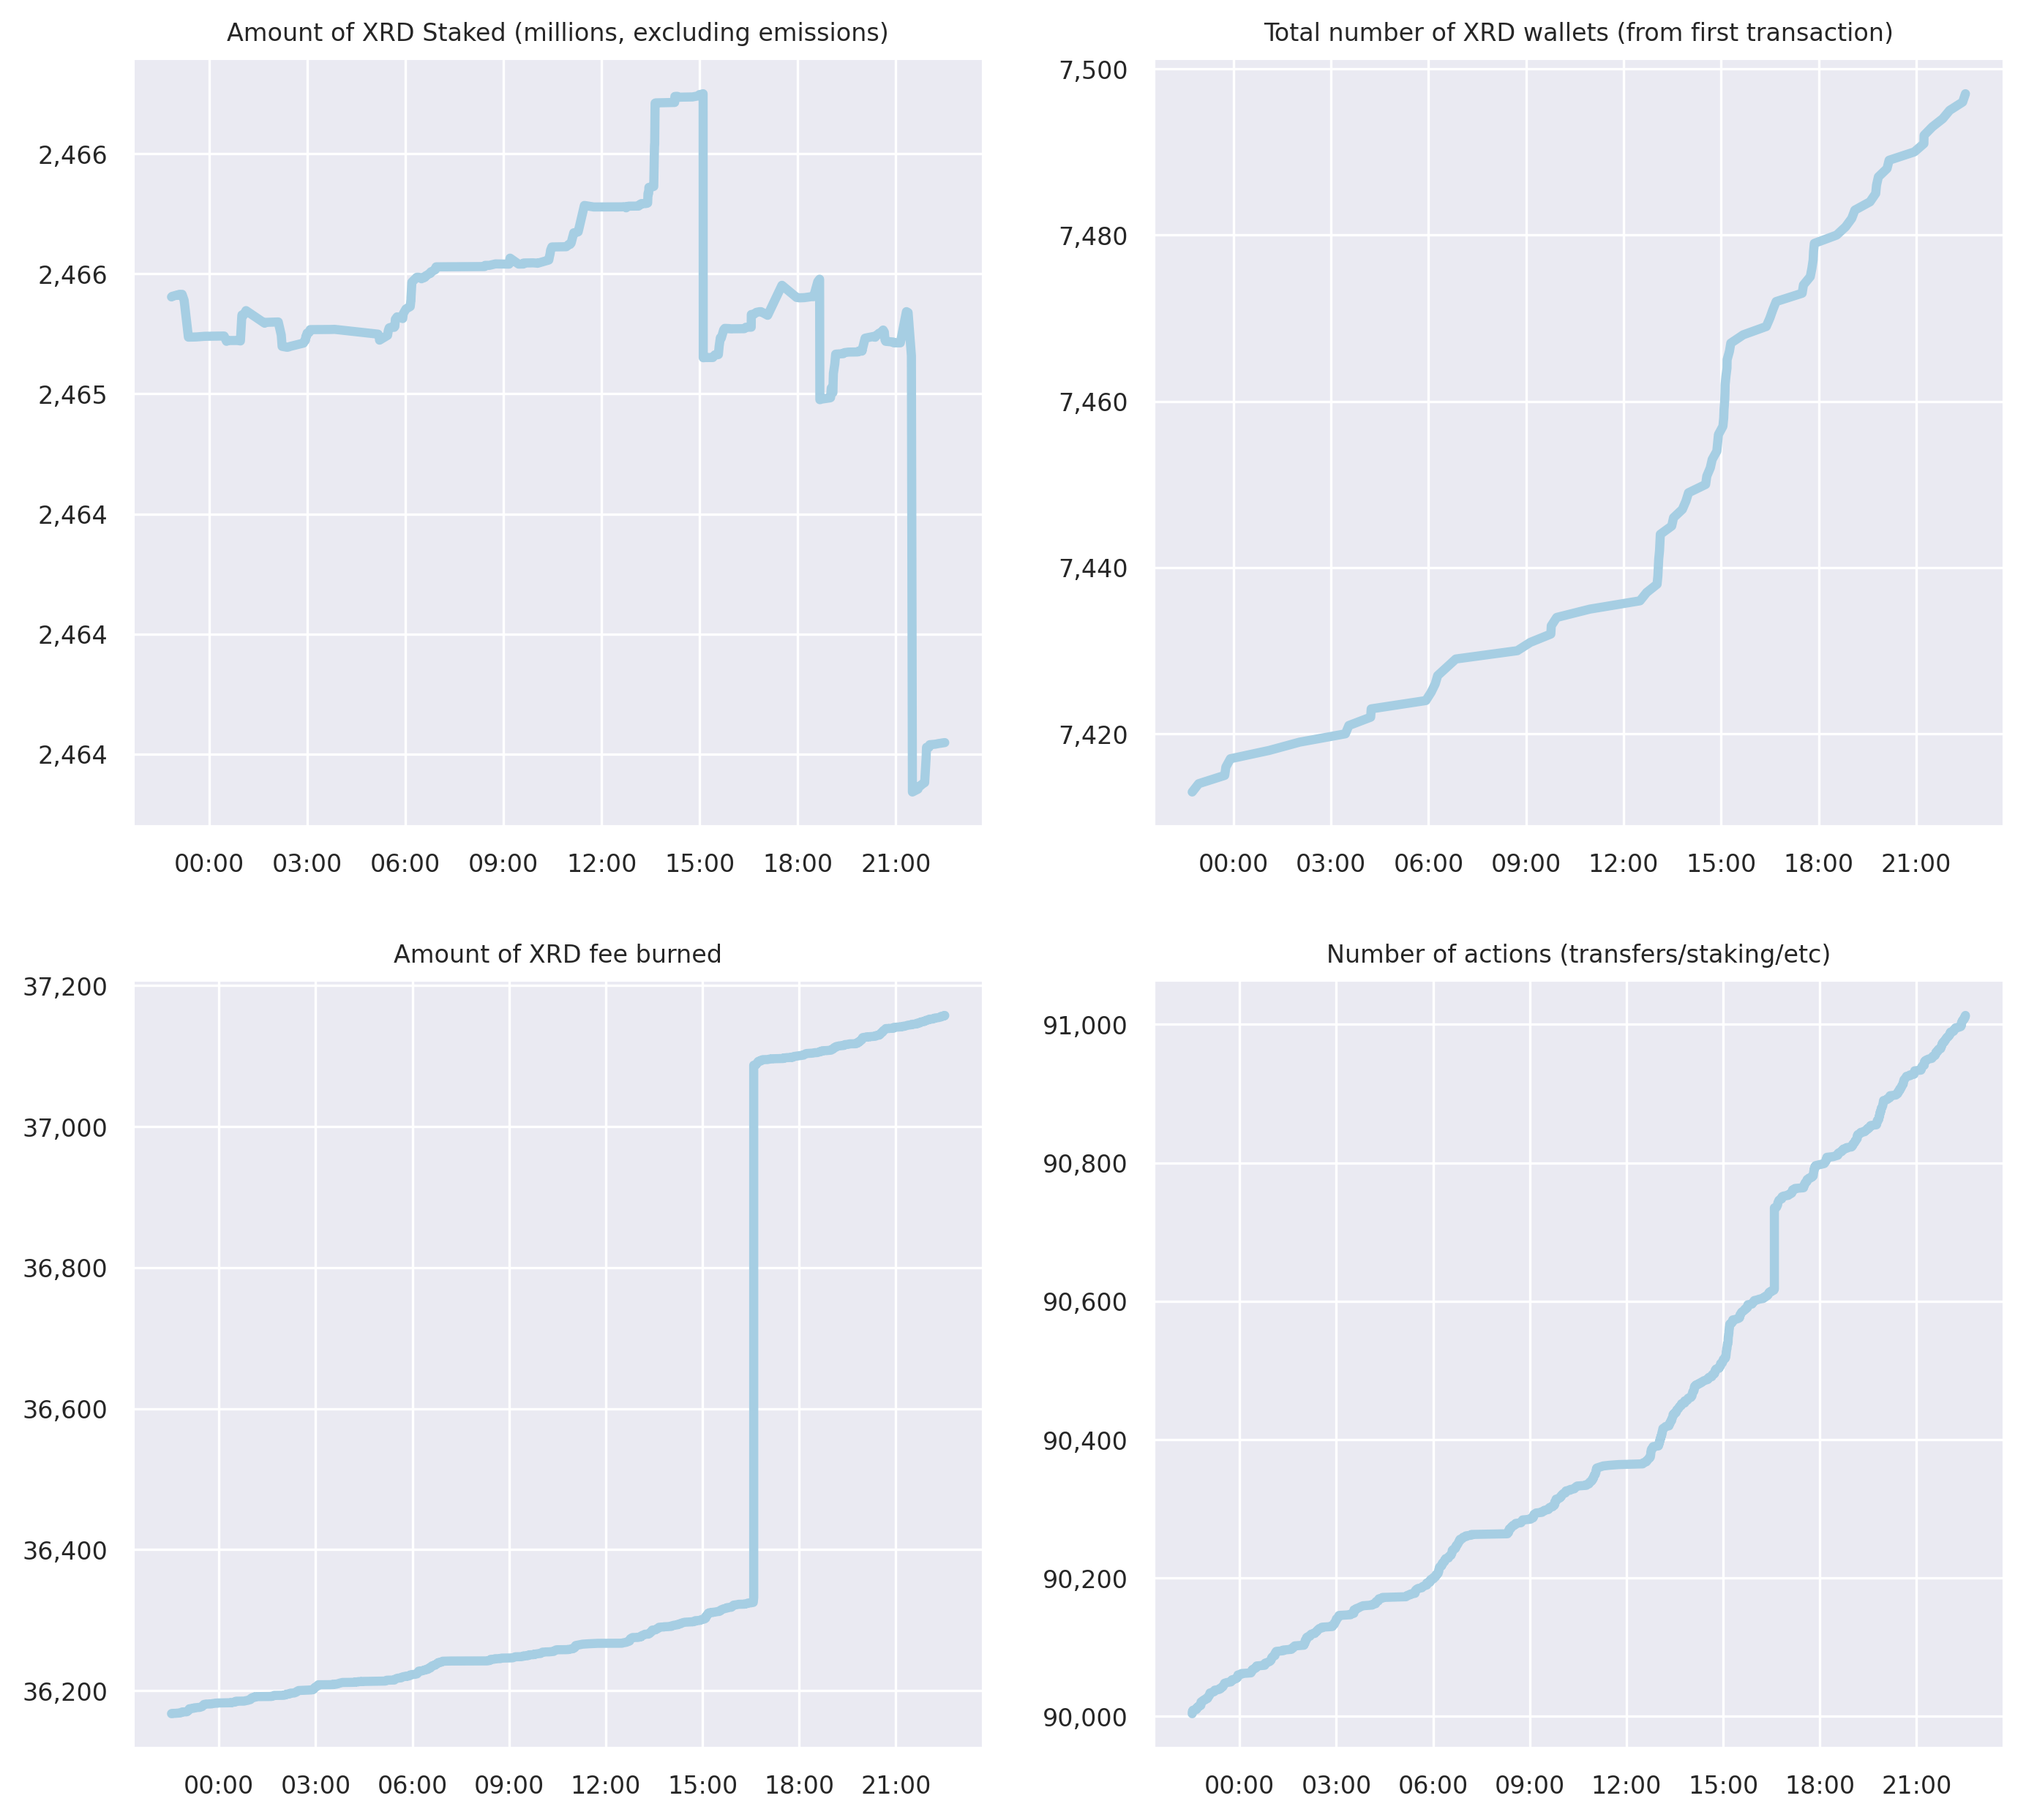 Amount of XRD Staked (millions, excluding emissions)
2,466
2,466
2,465
2,464
2,464
2,464
00:00 03:00 06:00 09:00 12:00 15:00 18:00 21:00
Total number of XRD wallets (from first transaction)
7,500
7,480
7,460
7,440
7,420
00:00 03:00 06:00 09:00 12:00 15:00 18:00 21:00
Amount of XRD fee burned
37,200
37,000
36,800
36,600
36,400
36,200
00:00 03:00 06:00 09:00 12:00 15:00 18:00 21:00
Number of actions (transfers/staking/etc)
91,000
90,800
90,600
90,400
90,200
90,000
00:00 03:00 06:00 09:00 12:00 15:00 18:00 21:00